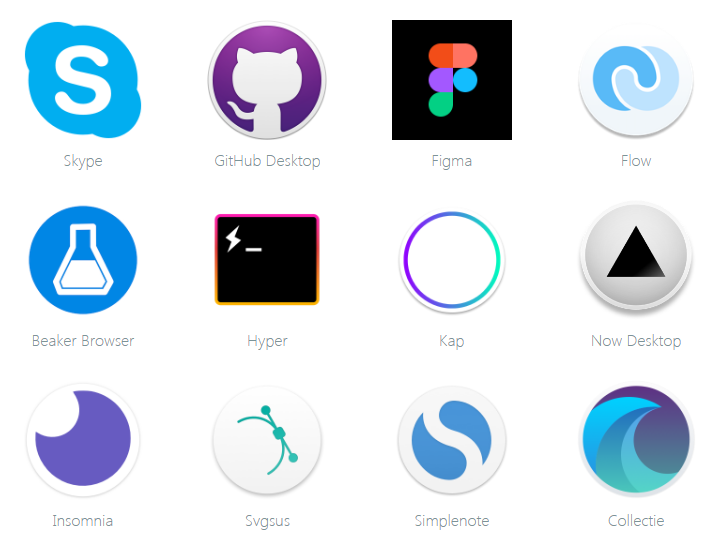 Skype
GitHub Desktop
Figma
Flow
Beaker Browser
Hyper
Kap
Now Desktop
Insomnia
Svgsus
Simplenote
Collectie